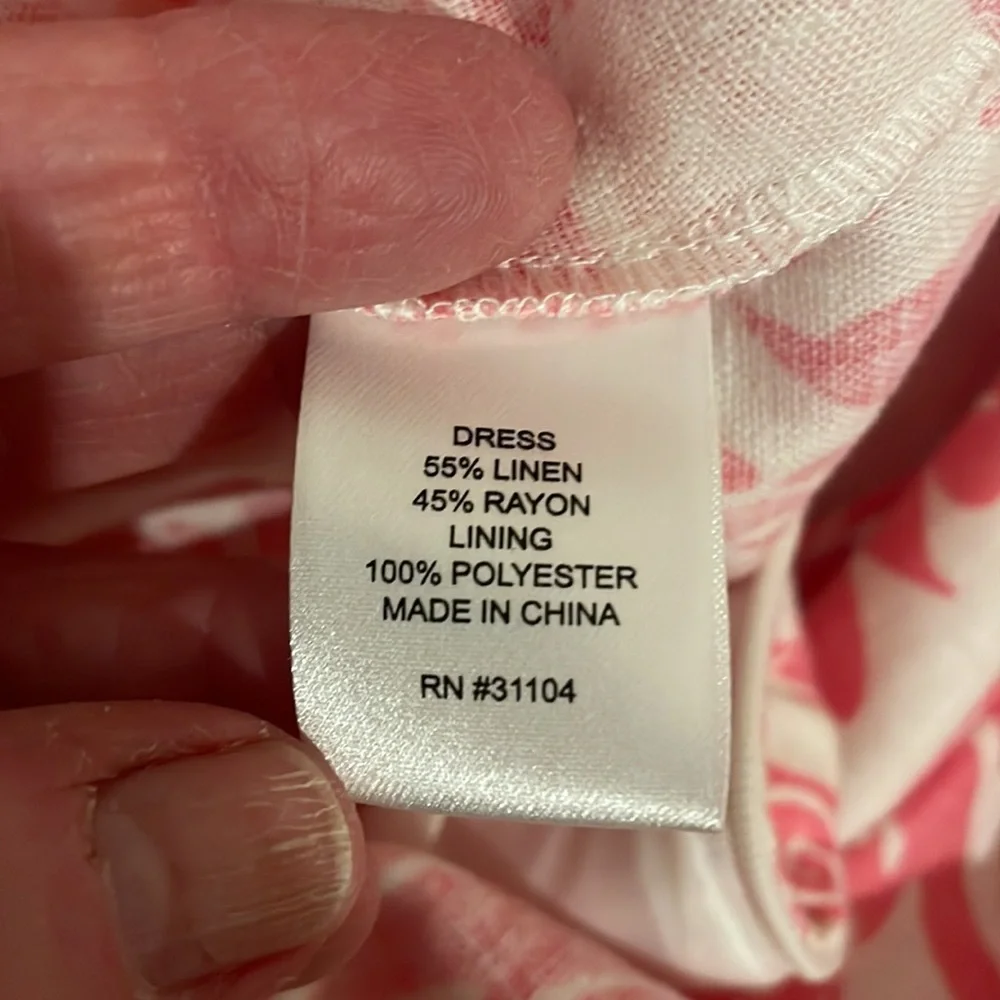 DRESS
55% LINEN
45% RAYON
LINING
100% POLYESTER
MADE IN CHINA
RN #31104